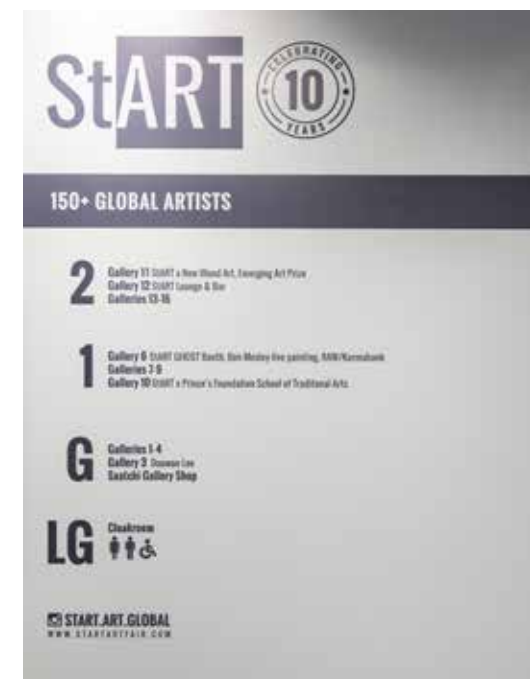 StART
CELEBRATING
10
YEARS
150+ GLOBAL ARTISTS
2
Gallery 11 StART x New Blood Art, Emerging Art Prize
Gallery 12 StART Lounge & Bar
Galleries 13-16
1
Gallery 6 StART GHOST Booth, Ben Mosley live painting, RAW/Karmabank
Galleries 7-9
Gallery 10 StART x Prince's Foundation School of Traditional Arts
G
Galleries 1-4
Gallery 3 Lee
Saatchi Gallery Shop
LG
Cloakroom
START.ART.GLOBAL
WWW.STARTARTFAIR.COM